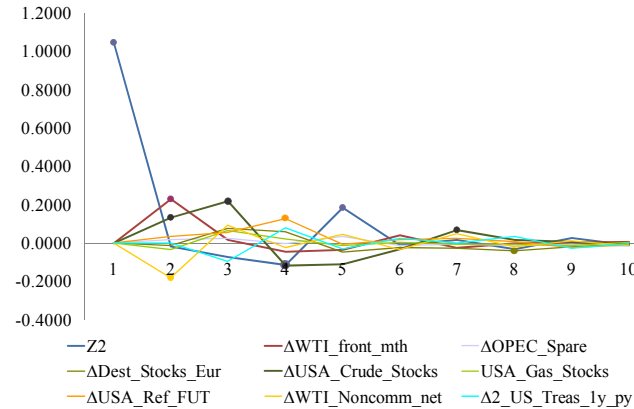 1.2000
1.0000
0.8000
0.6000
0.4000
0.2000
0.0000
-0.2000
-0.4000
1 2 3 4 5 6 7 8 9 10
Z2 ΔWTI_front_mth ΔOPEC_Spare
ΔDest_Stocks_Eur ΔUSA_Crude_Stocks USA_Gas_Stocks
ΔUSA_Ref_FUT ΔWTI_Noncomm_net Δ2_US_Treas_1y_py